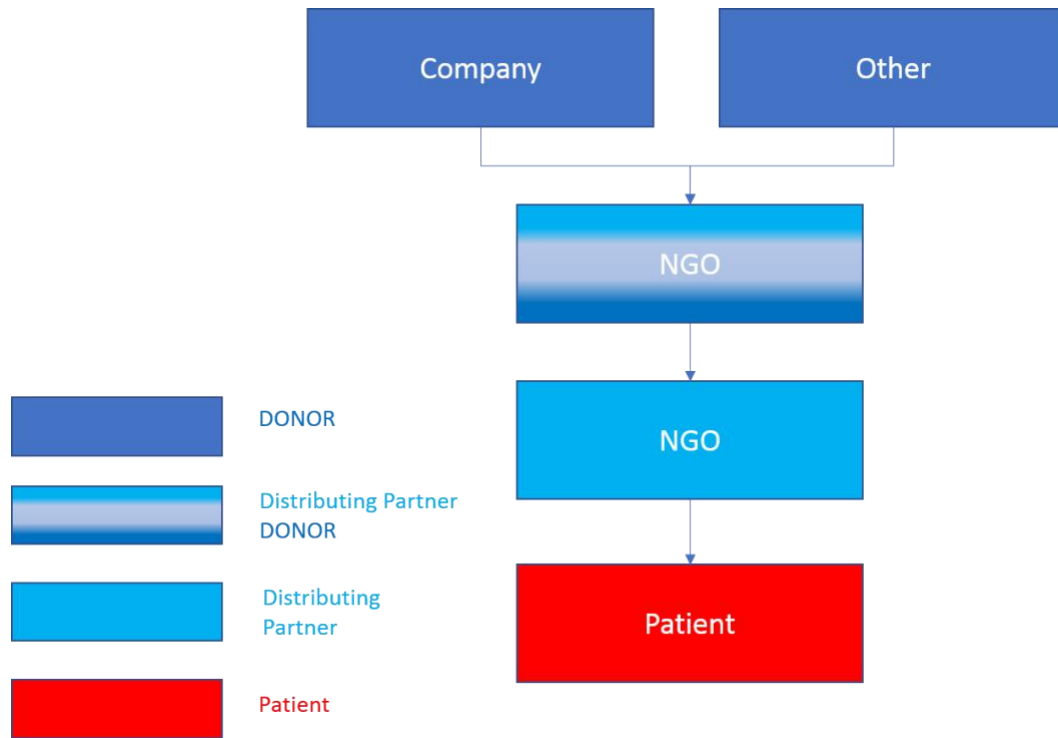 Company
Other
NGO
NGO
DONOR
Distributing Partner
DONOR
Distributing
Partner
Patient
Patient